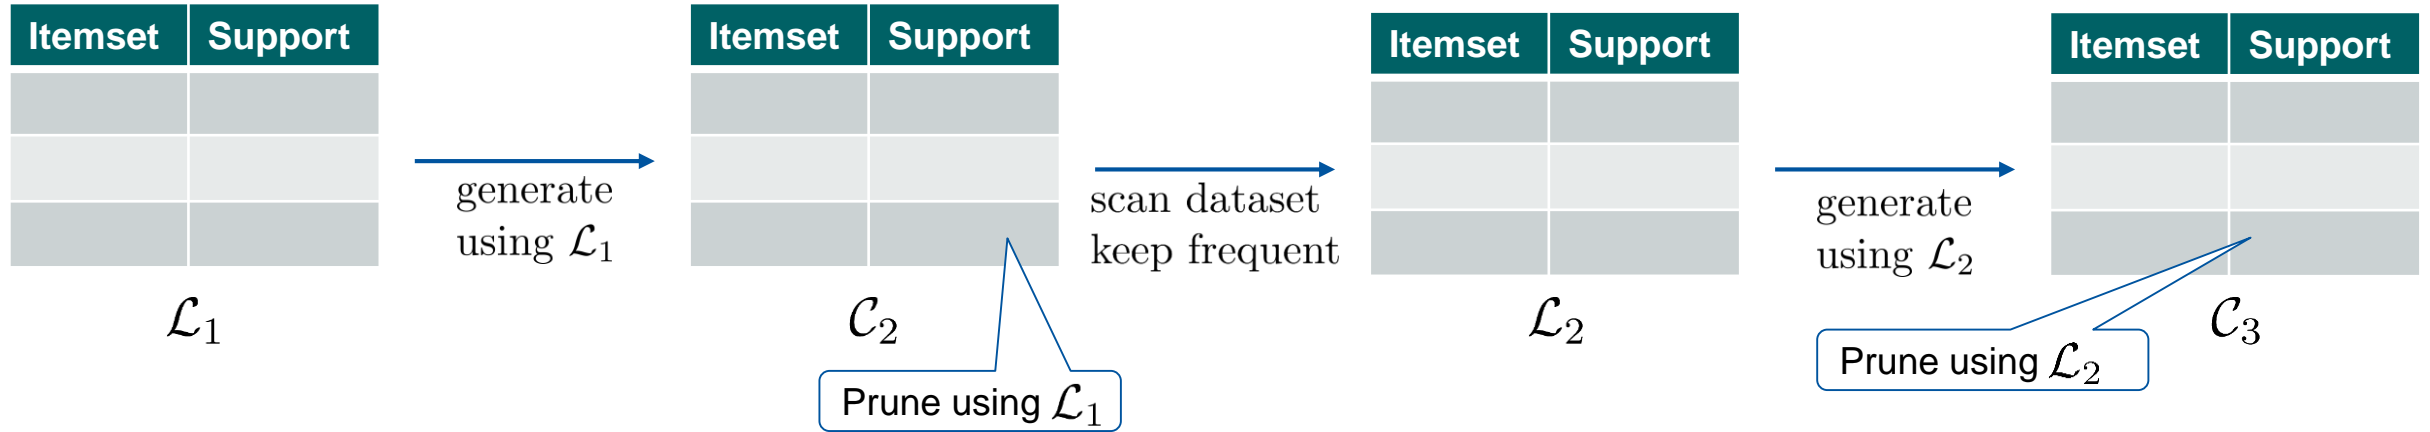 Itemset Support
Itemset Support
Itemset Support
Itemset Support
generate
using ℒ₁
scan dataset
keep frequent
generate
using ℒ₂
ℒ₁
𝒞₂
ℒ₂
𝒞₃
Prune using ℒ₁
Prune using ℒ₂